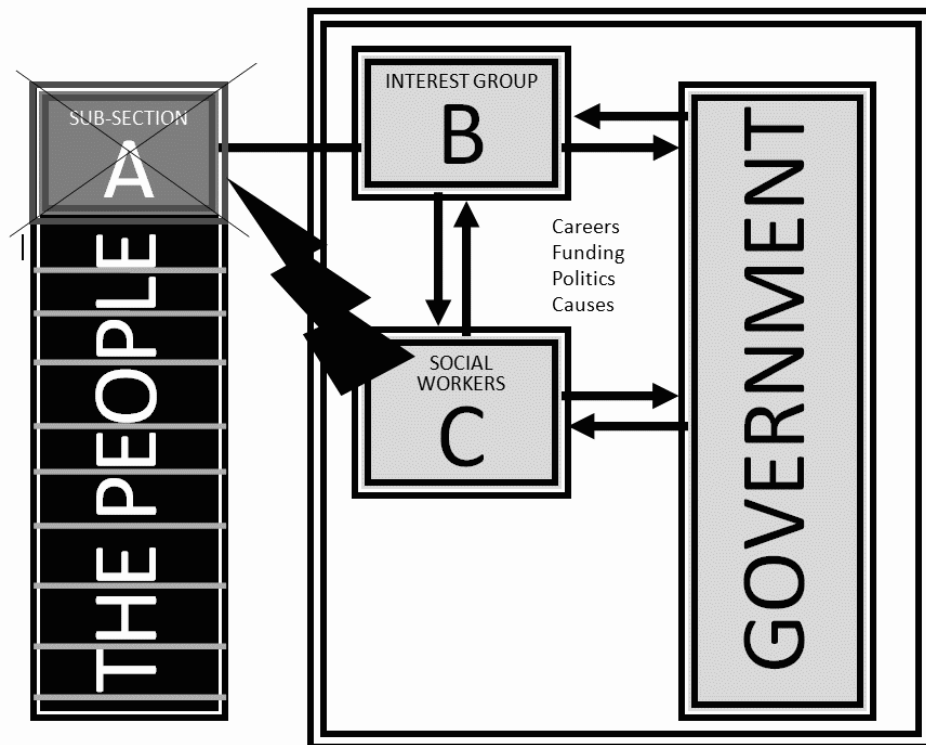 SUB-SECTION
A
THE PEOPLE
INTEREST GROUP
B
Careers
Funding
Politics
Causes
SOCIAL
WORKERS
C
GOVERNMENT